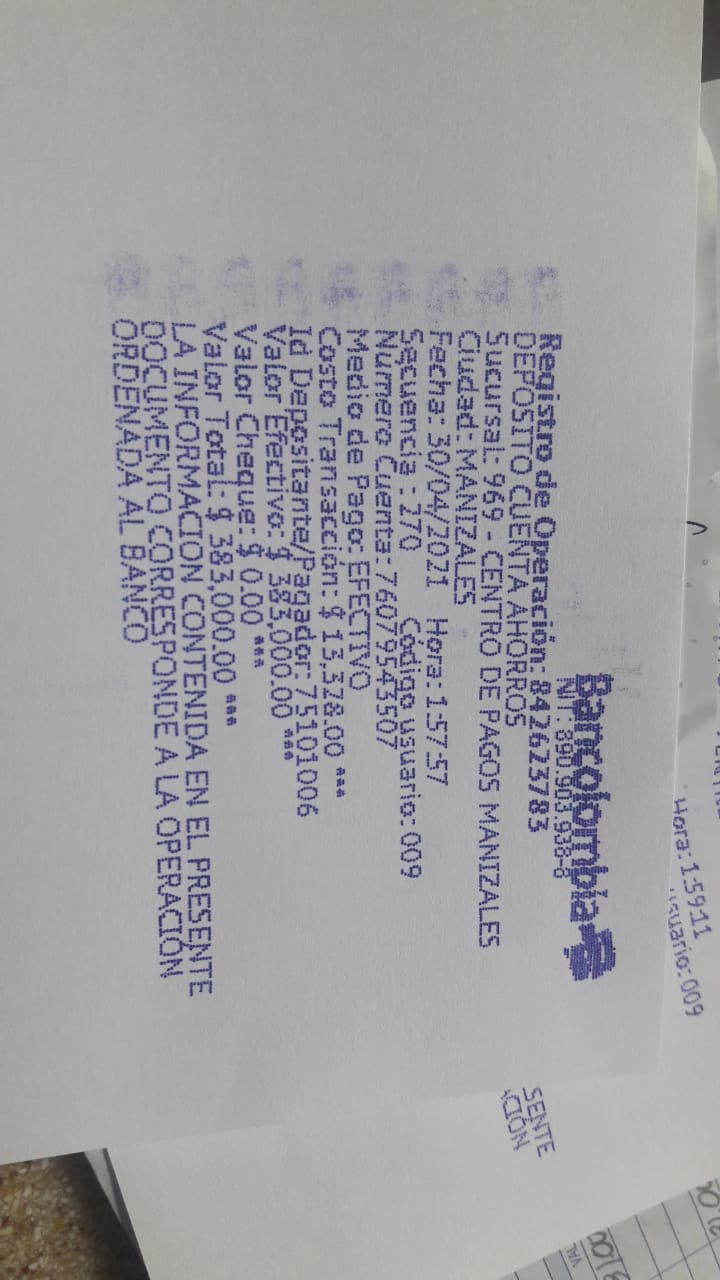 Bancolombia
NIT: 890.903.938-8
Registro de Operación: 842623783
DEPOSITO CUENTA AHORROS
Sucursal: 969 - CENTRO DE PAGOS MANIZALES
Ciudad: MANIZALES
Fecha: 30/04/2021 Hora: 1:57:57
Secuencia : 270 Código usuario: 009
Numero Cuenta: 76079543507
Medio de Pago: EFECTIVO
Costo Transacción: $ 13,328.00 ***
Id Depositante/Pagador: 75101006
Valor Efectivo: $ 383,000.00 ***
Valor Cheque: $ 0.00 ***
Valor Total: $ 383,000.00 ***
LA INFORMACION CONTENIDA EN EL PRESENTE
DOCUMENTO CORRESPONDE A LA OPERACIÓN
ORDENADA AL BANCO
Hora: 1:59:11
usuario: 009
SENTE
ACIÓN